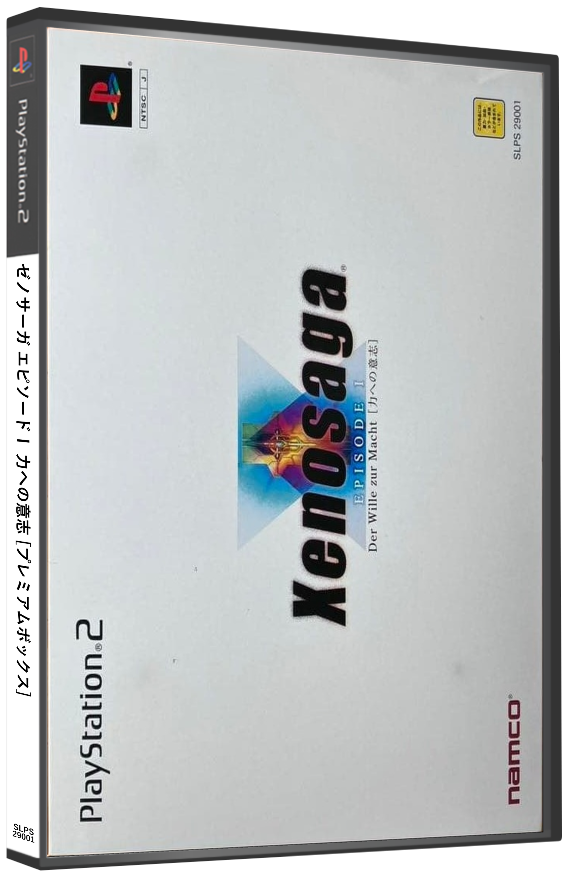 PlayStation.2
ゼノサーガ エピソードⅠ 力への意志 [プレミアムボックス]
SLPS
29001
PlayStation®2
NTSC J
®
Xenosaga®
EPISODE I
Der Wille zur Macht [力への意志]
SLPS 29001
namco®